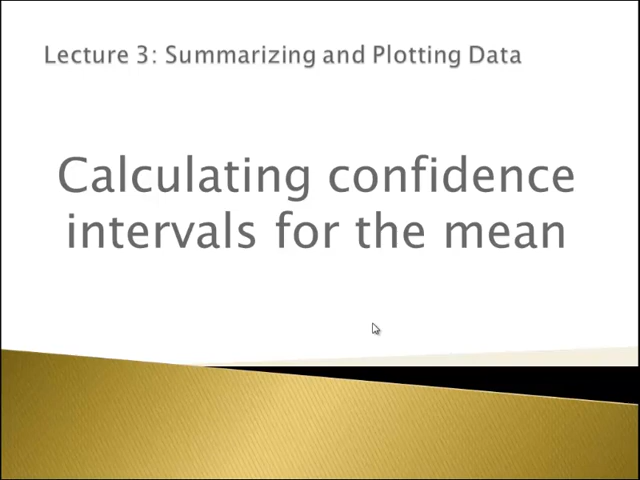 Lecture 3: Summarizing and Plotting Data
Calculating confidence
intervals for the mean